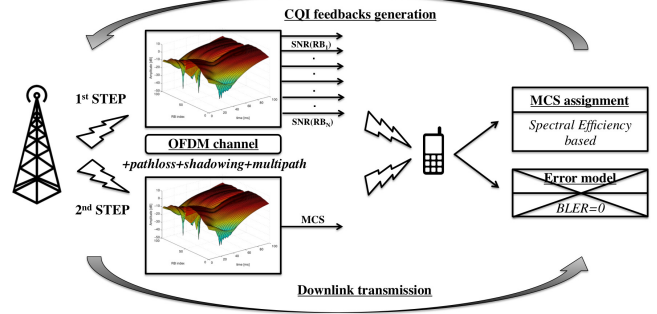 CQI feedbacks generation
1st STEP
SNR(RB1)
SNR(RBN)
OFDM channel
+pathloss+shadowing+multipath
2nd STEP
MCS
MCS assignment
Spectral Efficiency
based
Error model
BLER=0
Downlink transmission